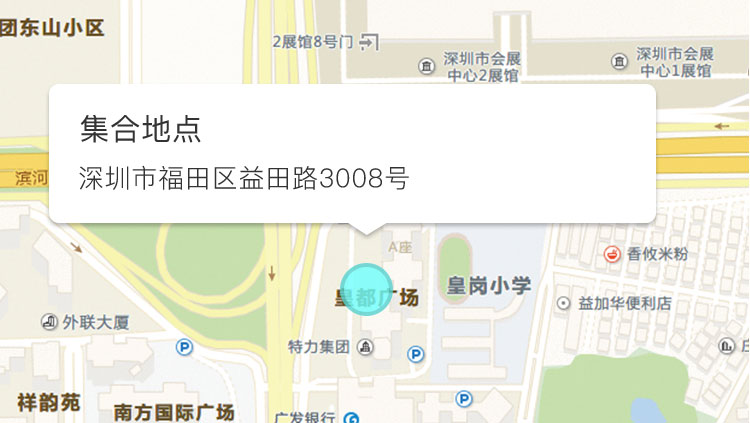 团东山小区
2展馆8号门
深圳市会展
中心2展馆
深圳市会展
中心1展馆
集合地点
深圳市福田区益田路3008号
滨河
A座
香攸米粉
皇岗小学
皇都广场
益加华便利店
外联大厦
P
特力集团
P
祥韵苑
南方国际广场
P
广发银行